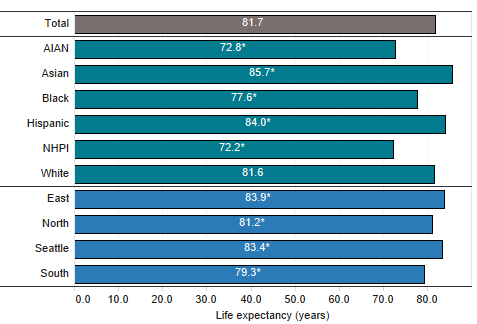 Total 81.7
AIAN 72.8*
Asian 85.7*
Black 77.6*
Hispanic 84.0*
NHPI 72.2*
White 81.6
East 83.9*
North 81.2*
Seattle 83.4*
South 79.3*
0.0 10.0 20.0 30.0 40.0 50.0 60.0 70.0 80.0
Life expectancy (years)